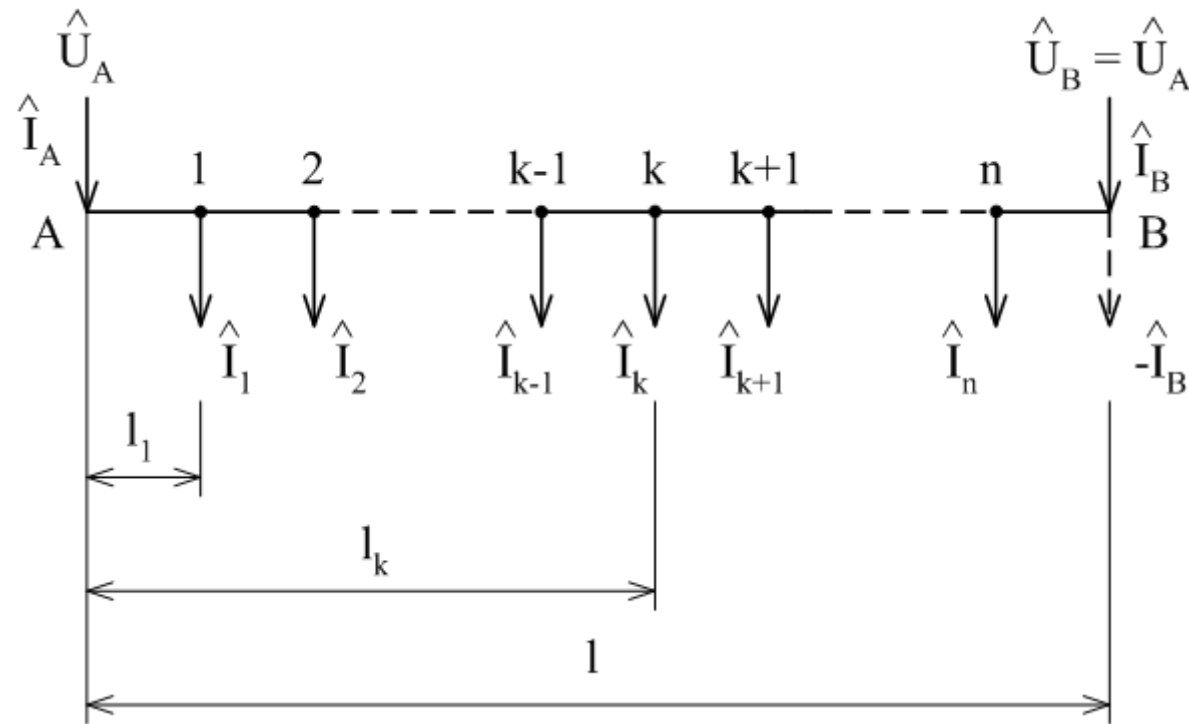 Û_A Û_B = Û_A
Î_A Î_B
1 2 k-1 k k+1 n
A B
Î_1 Î_2 Î_k-1 Î_k Î_k+1 Î_n -Î_B
l_1
l_k
l